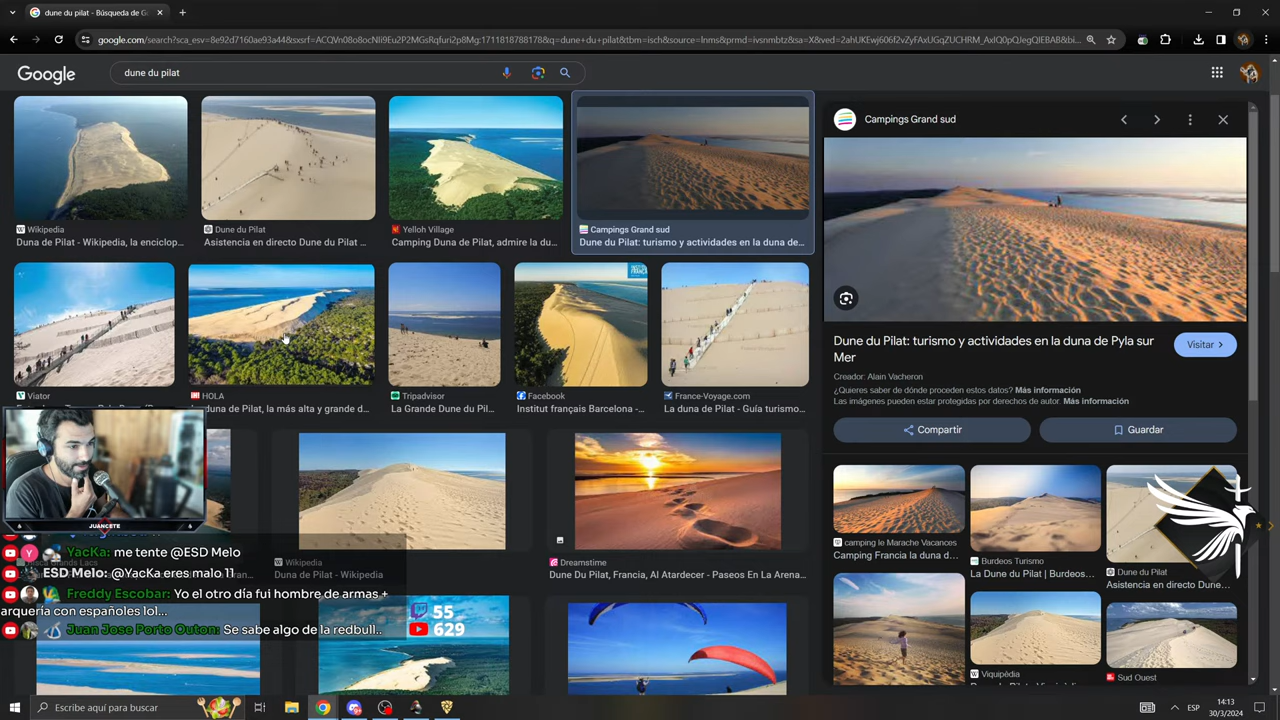 dune du pilat - Búsqueda de G
google.com/search?sca_esv=8e92d7160ae93a44&sxsrf=ACQVn08o8ocNIi9Eu2P2MGsRqfuri2p8Mg:1711818788178&q=dune+du+pilat&tbm=isch&source=lnms&prmd=ivsnmbtz&sa=X&ved=2ahUKEwj606f2vZyFAxUGqZUCHRM_AxIQ0pQJegQIEBAB&bi
Google
dune du pilat
Campings Grand sud
Wikipedia
Duna de Pilat - Wikipedia, la enciclop...
Dune du Pilat
Asistencia en directo Dune du Pilat ...
Yelloh Village
Camping Duna de Pilat, admire la du...
Campings Grand sud
Dune du Pilat: turismo y actividades en la duna de...
Dune du Pilat: turismo y actividades en la duna de Pyla sur
Mer
Visitar
Creador: Alain Vacheron
¿Quieres saber de dónde proceden estos datos? Más información
Las imágenes pueden estar protegidas por derechos de autor. Más información
Compartir
Guardar
Viator
HOLA
duna de Pilat, la más alta y grande d...
Tripadvisor
La Grande Dune du Pil...
Facebook
Institut français Barcelona -...
France-Voyage.com
La duna de Pilat - Guía turismo...
JUANCETE
YacKa: me tente @ESD Melo
ESD Melo: @YacKa eres malo 11
Freddy Escobar: Yo el otro día fui hombre de armas +
arquería con españoles lol...
Juan Jose Porto Outon: Se sabe algo de la redbull..
Wikipedia
Duna de Pilat - Wikipedia
Dreamstime
Dune Du Pilat, Francia, Al Atardecer - Paseos En La Arena...
55
629
camping le Marache Vacances
Camping Francia la duna d...
Burdeos Turismo
La Dune du Pilat | Burdeos...
Dune du Pilat
Asistencia en directo Dune...
Viquipèdia
Sud Ouest
Escribe aquí para buscar
ESP
14:13
30/3/2024